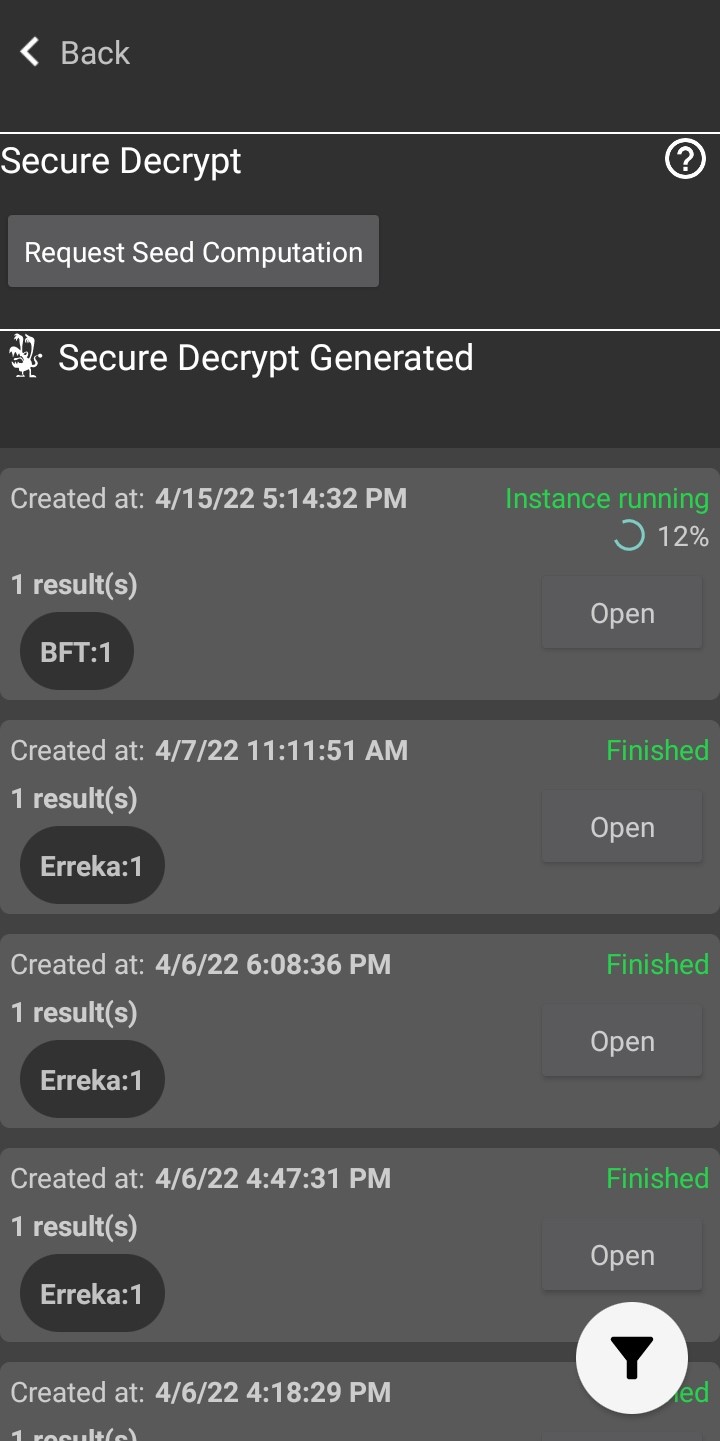 Back
Secure Decrypt
Request Seed Computation
Secure Decrypt Generated
Created at: 4/15/22 5:14:32 PM Instance running
12%
1 result(s)
Open
BFT:1
Created at: 4/7/22 11:11:51 AM Finished
1 result(s)
Open
Erreka:1
Created at: 4/6/22 6:08:36 PM Finished
1 result(s)
Open
Erreka:1
Created at: 4/6/22 4:47:31 PM Finished
1 result(s)
Open
Erreka:1
Created at: 4/6/22 4:18:29 PM
1 result(s)